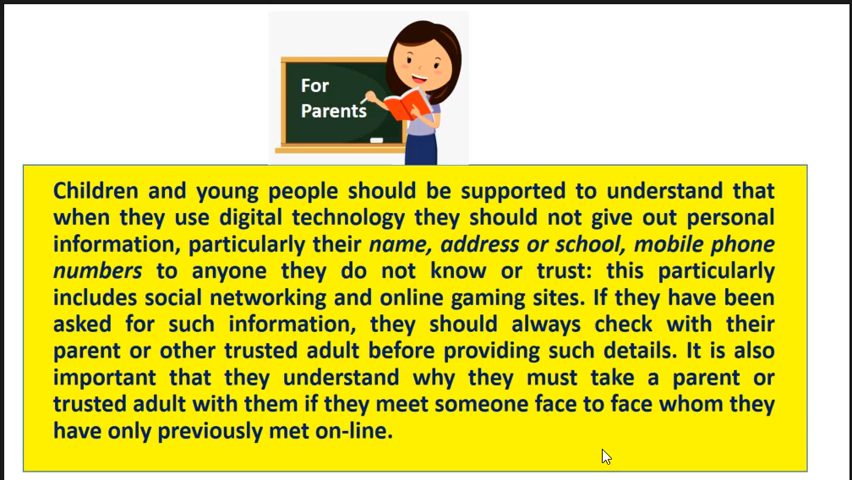 For
Parents
Children and young people should be supported to understand that
when they use digital technology they should not give out personal
information, particularly their name, address or school, mobile phone
numbers to anyone they do not know or trust: this particularly
includes social networking and online gaming sites. If they have been
asked for such information, they should always check with their
parent or other trusted adult before providing such details. It is also
important that they understand why they must take a parent or
trusted adult with them if they meet someone face to face whom they
have only previously met on-line.